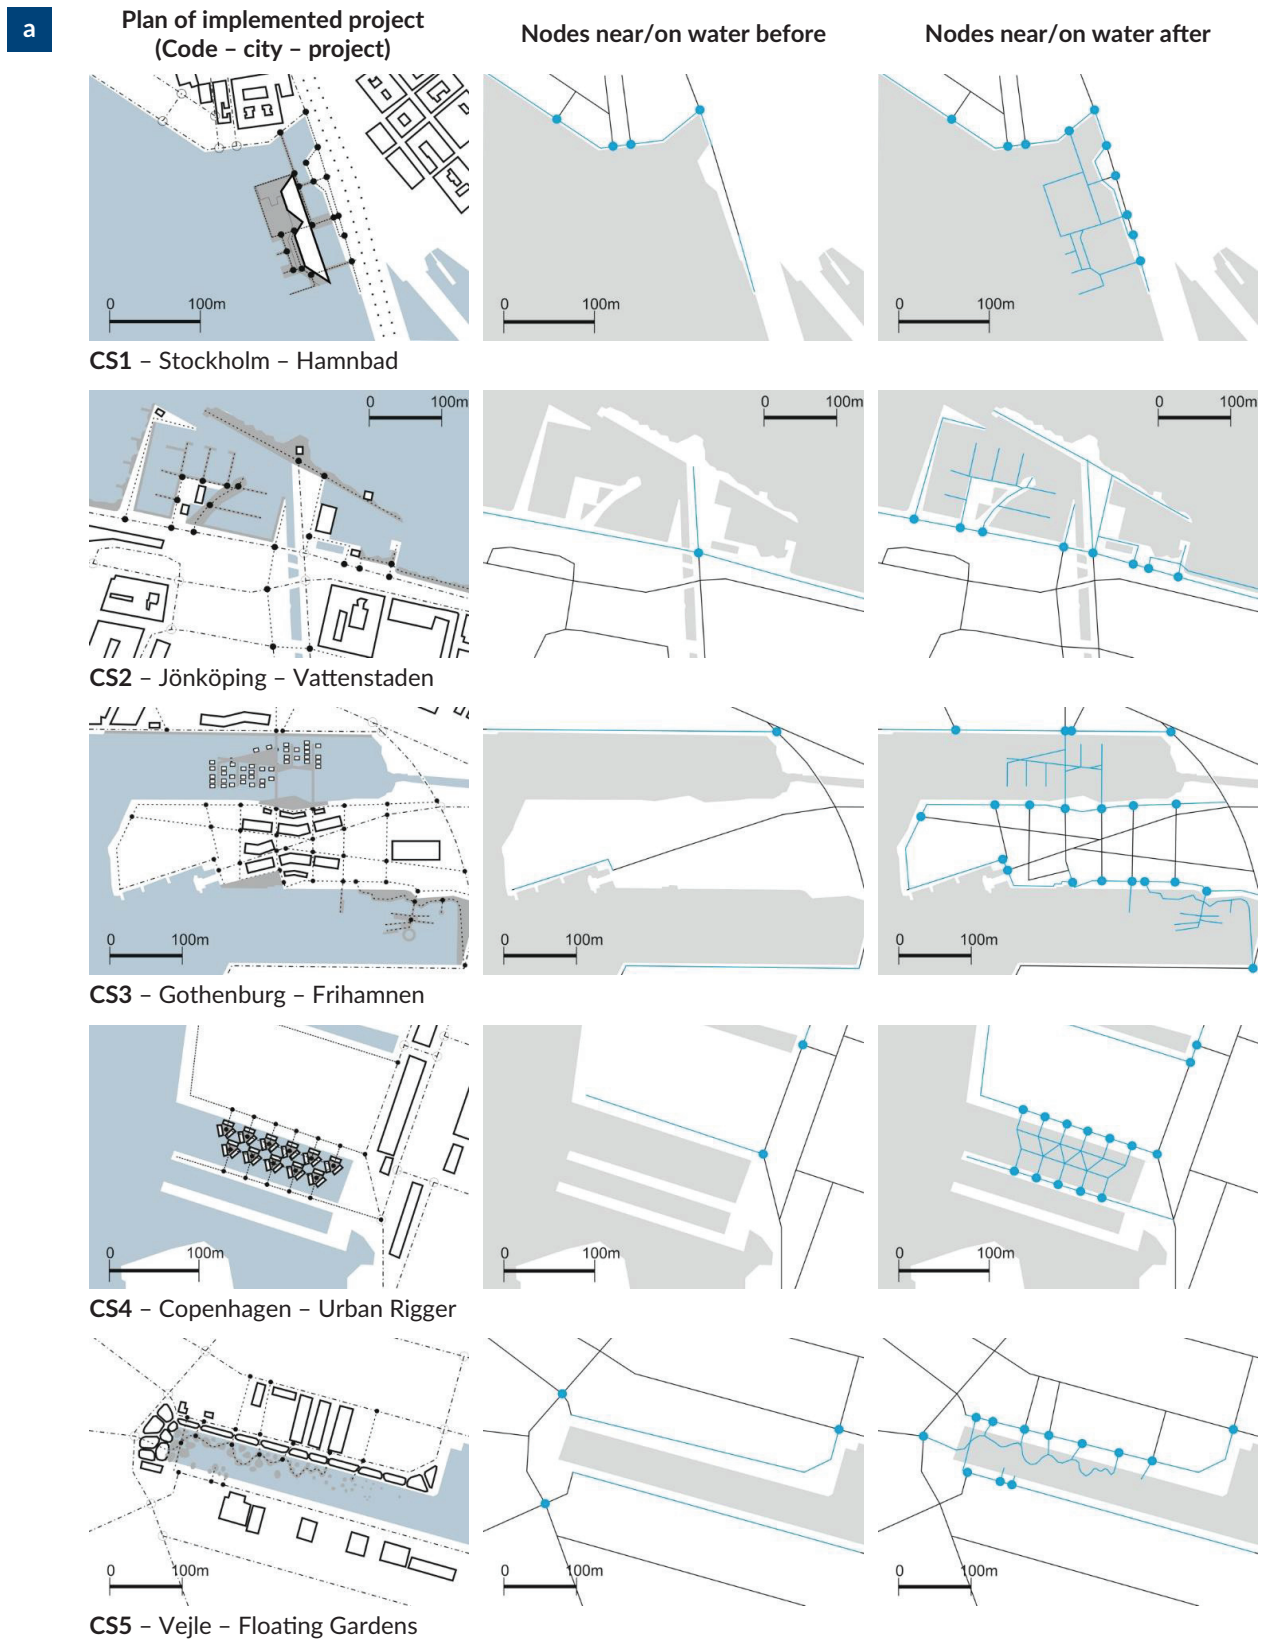 a
Plan of implemented project
(Code – city – project)
Nodes near/on water before
Nodes near/on water after
0 100m
0 100m
0 100m
CS1 – Stockholm – Hamnbad
0 100m
0 100m
0 100m
CS2 – Jönköping – Vattenstaden
0 100m
0 100m
0 100m
CS3 – Gothenburg – Frihamnen
0 100m
0 100m
0 100m
CS4 – Copenhagen – Urban Rigger
0 100m
0 100m
0 100m
CS5 – Vejle – Floating Gardens